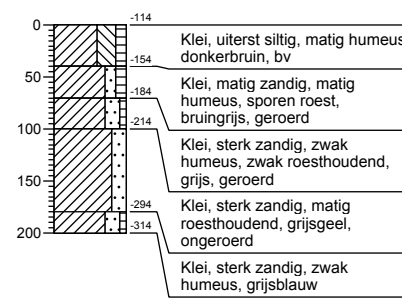 0
50
100
150
200
-114
-154
-184
-214
-294
-314
Klei, uiterst siltig, matig humeus
donkerbruin, bv
Klei, matig zandig, matig
humeus, sporen roest,
bruingrijs, geroerd
Klei, sterk zandig, zwak
humeus, zwak roesthoudend,
grijs, geroerd
Klei, sterk zandig, matig
roesthoudend, grijsgeel,
ongeroerd
Klei, sterk zandig, zwak
humeus, grijsblauw